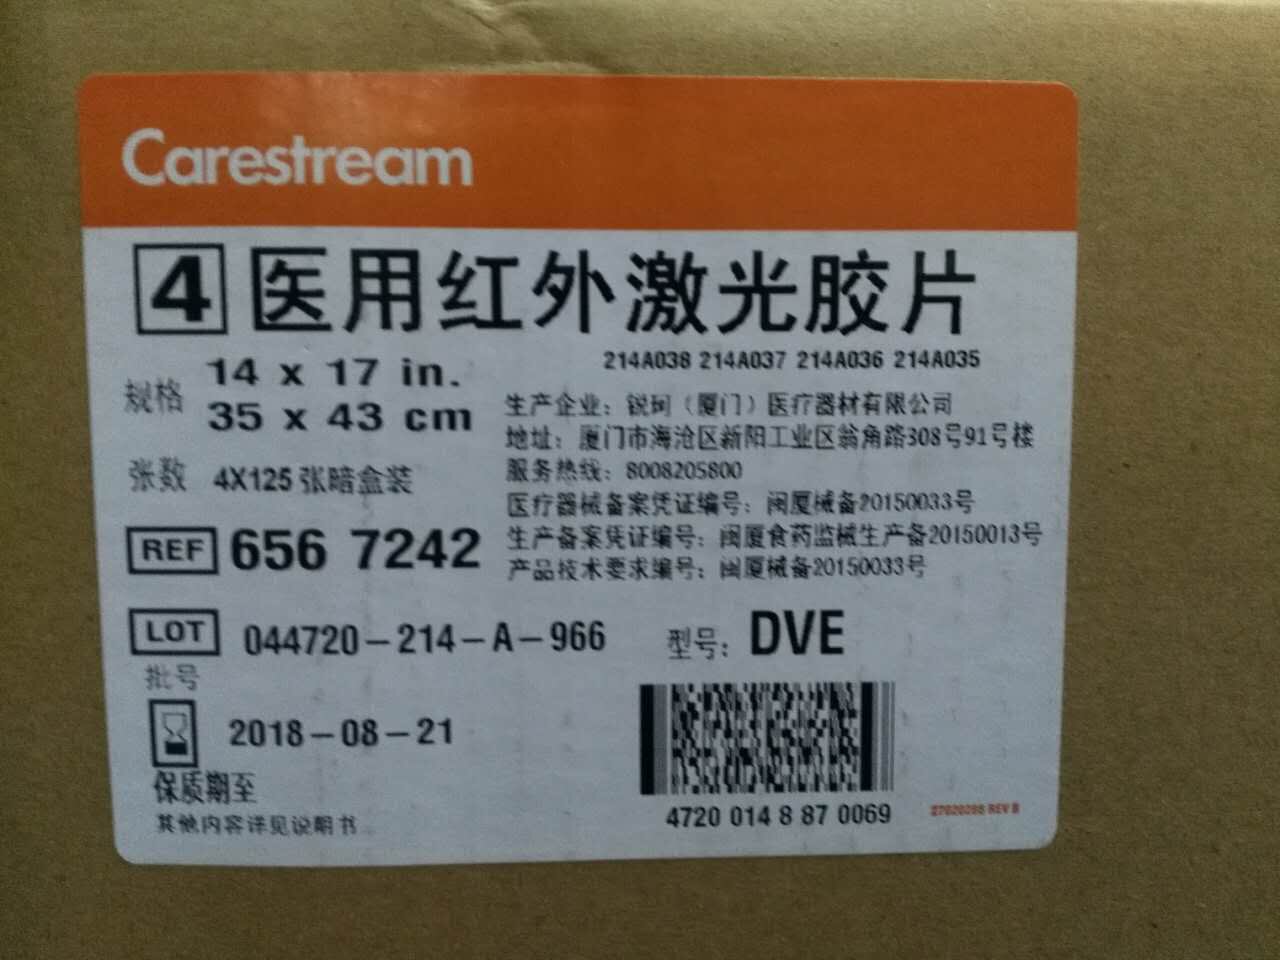 Carestream
4 医用红外激光胶片
214A038 214A037 214A036 214A035
规格 14 x 17 in.
35 x 43 cm
张数 4X125 张暗盒装
REF 656 7242
生产企业：锐珂（厦门）医疗器材有限公司
地址：厦门市海沧区新阳工业区翁角路308号91号楼
服务热线：8008205800
医疗器械备案凭证编号：闽厦械备20150033号
生产备案凭证编号：闽厦食药监械生产备20150013号
产品技术要求编号：闽厦械备20150033号
LOT 044720-214-A-966
批号
型号：DVE
2018-08-21
保质期至
其他内容详见说明书
4720 014 8 87 0069
27020288 REV B